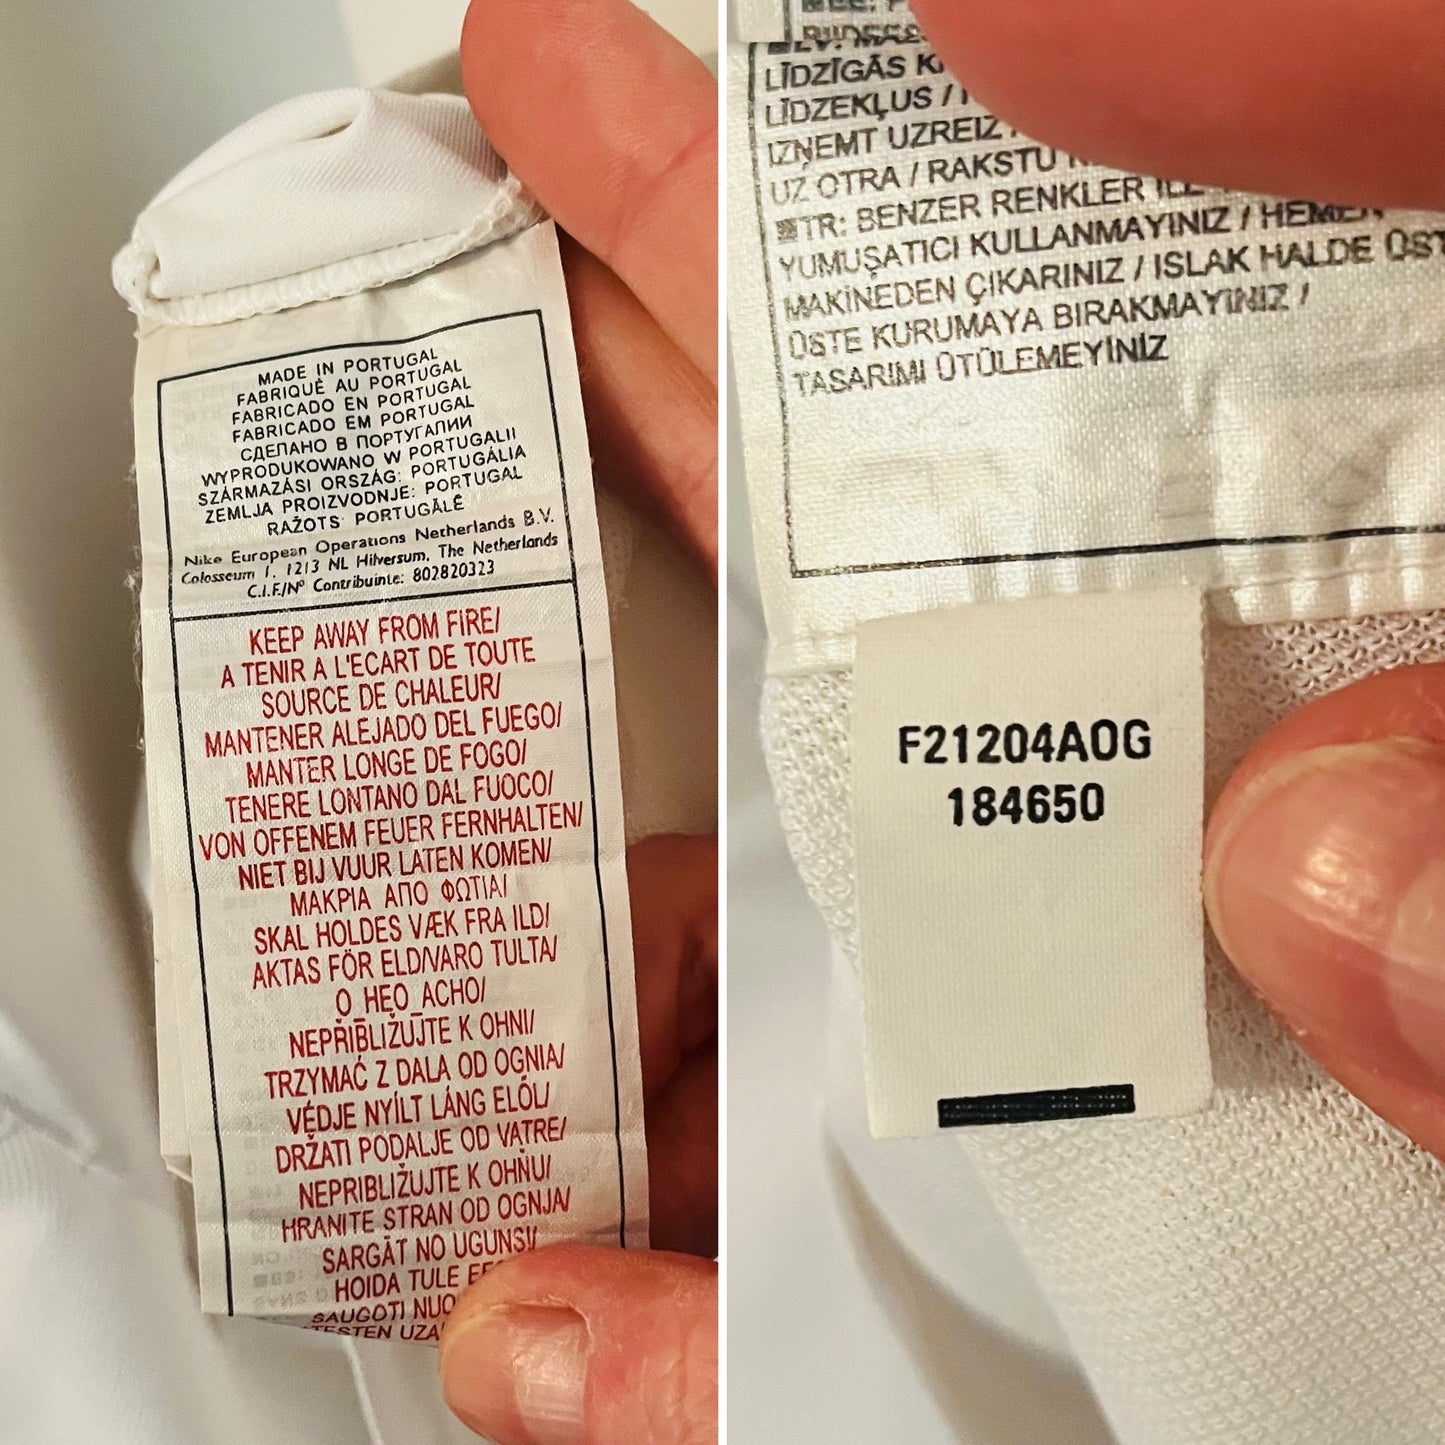 MADE IN PORTUGAL
FABRIQUÉ AU PORTUGAL
FABRICADO EN PORTUGAL
FABRICADO EM PORTUGAL
СДЕЛАНО В ПОРТУГАЛИИ
WYPRODUKOWANO W PORTUGALII
SZÁRMAZÁSI ORSZÁG: PORTUGÁLIA
ZEMLJA PROIZVODNJE: PORTUGAL
RAŽOTS PORTUGĀLĒ
Nike European Operations Netherlands B.V.
Colosseum 1, 1213 NL Hilversum, The Netherlands
C.I.F./Nº Contribuinte: 802820323
KEEP AWAY FROM FIRE/
A TENIR A L'ECART DE TOUTE
SOURCE DE CHALEUR/
MANTENER ALEJADO DEL FUEGO/
MANTER LONGE DE FOGO/
TENERE LONTANO DAL FUOCO/
VON OFFENEM FEUER FERNHALTEN/
NIET BIJ VUUR LATEN KOMEN/
ΜΑΚΡΙΑ ΑΠΟ ΦΩΤΙΑ/
SKAL HOLDES VÆK FRA ILD/
AKTAS FÖR ELD/VARO TULTA/
О НЕО АСНО/
NEPŘIBLIŽUJTE K OHNI/
TRZYMAĆ Z DALA OD OGNIA/
VÉDJE NYÍLT LÁNG ELÓL/
DRŽATI PODALJE OD VATRE/
NEPRIBLIŽUJTE K OHŇU/
HRANITE STRAN OD OGNJA/
SARGĀT NO UGUNS/
HOIDA TULE
SAUGOTI NUO
LĪDZĪGĀS
LĪDZEKĻUS /
IZŅEMT UZREIZ
UZ OTRA / RAKSTU
TR: BENZER RENKLER İLE
YUMUŞATICI KULLANMAYINIZ / HEMEN
MAKİNEDEN ÇIKARINIZ / ISLAK HALDE ÜST
ÜSTE KURUMAYA BIRAKMAYINIZ /
TASARIMI ÜTÜLEMEYİNİZ
F21204AOG
184650